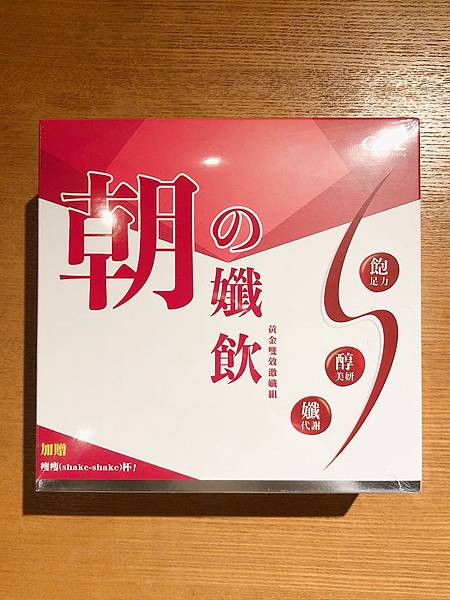 朝の孅飲
黃金雙效激孅組
飽
足力
醇
美妍
孅
代謝
加贈
瘦瘦(shake-shake)杯!